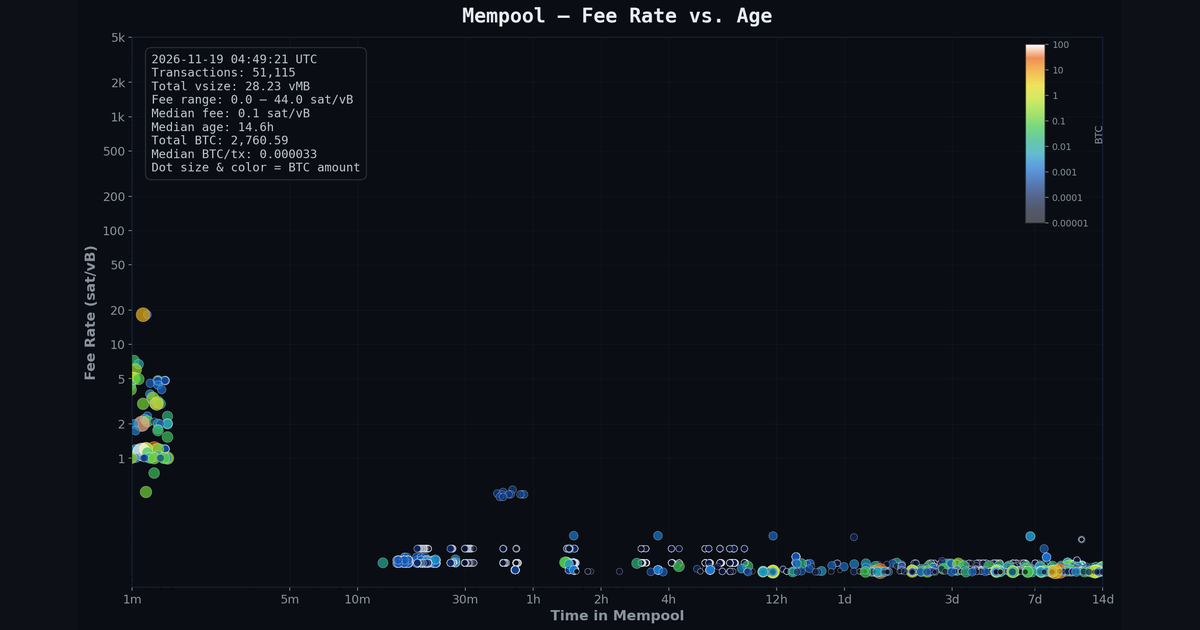 Mempool — Fee Rate vs. Age
2026-11-19 04:49:21 UTC
Transactions: 51,115
Total vsize: 28.23 vMB
Fee range: 0.0 — 44.0 sat/vB
Median fee: 0.1 sat/vB
Median age: 14.6h
Total BTC: 2,760.59
Median BTC/tx: 0.000033
Dot size & color = BTC amount
5k
2k
1k
500
200
100
50
20
10
5
2
1
Fee Rate (sat/vB)
100
10
1
0.1
0.01
0.001
0.0001
0.00001
BTC
1m 5m 10m 30m 1h 2h 4h 12h 1d 3d 7d 14d
Time in Mempool